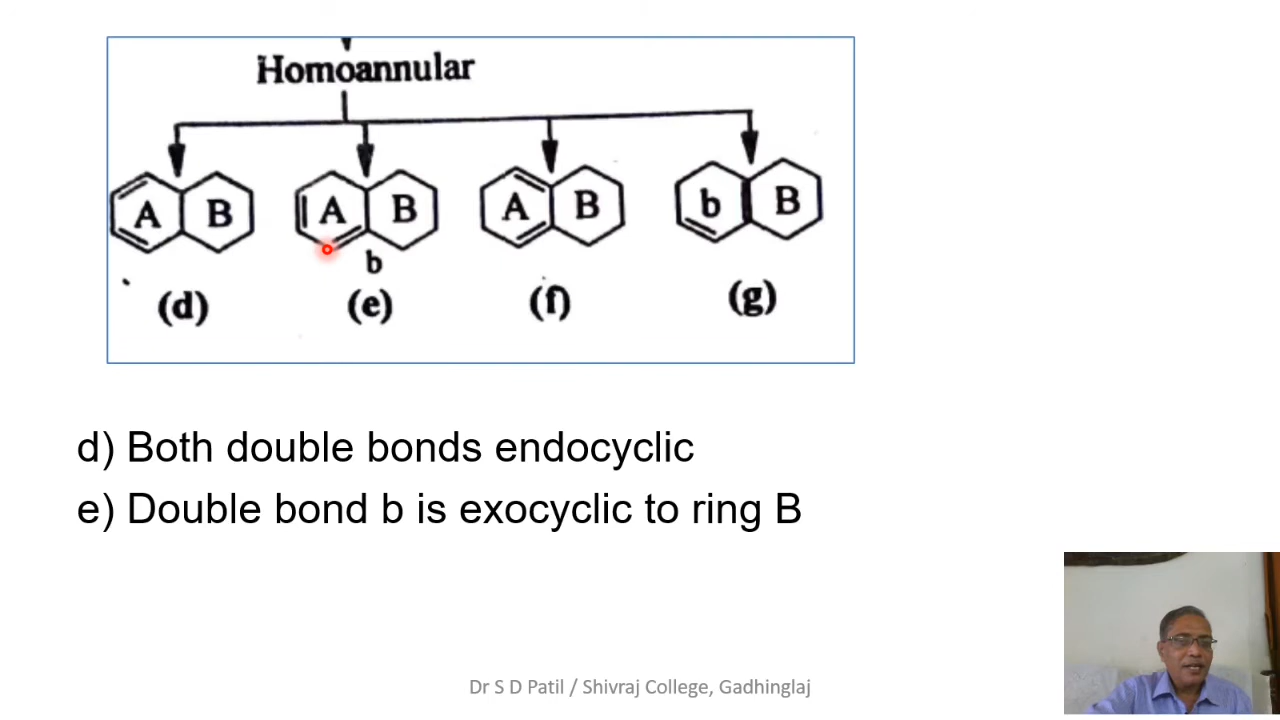 Homoannular
A B A B A B b B
b
(d) (e) (f) (g)
d) Both double bonds endocyclic
e) Double bond b is exocyclic to ring B
Dr S D Patil / Shivraj College, Gadhinglaj